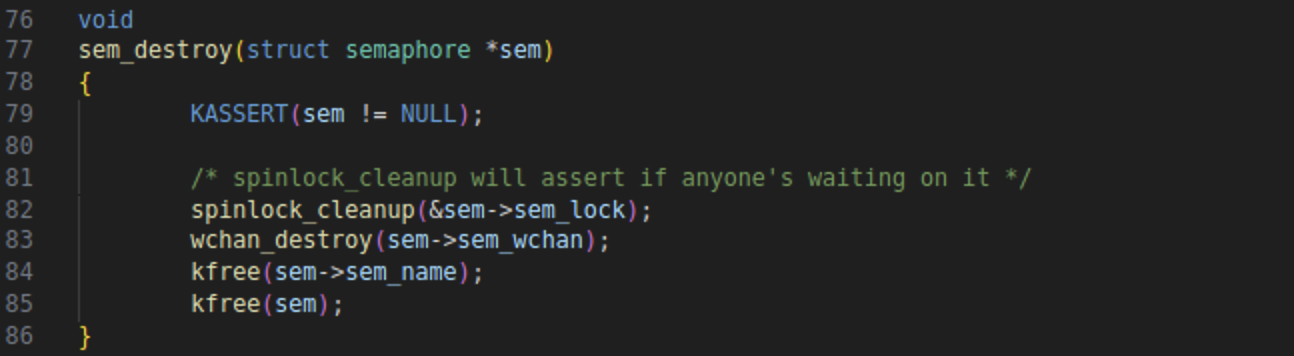 76 void
77 sem_destroy(struct semaphore *sem)
78 {
79         KASSERT(sem != NULL);
80
81         /* spinlock_cleanup will assert if anyone's waiting on it */
82         spinlock_cleanup(&sem->sem_lock);
83         wchan_destroy(sem->sem_wchan);
84         kfree(sem->sem_name);
85         kfree(sem);
86 }